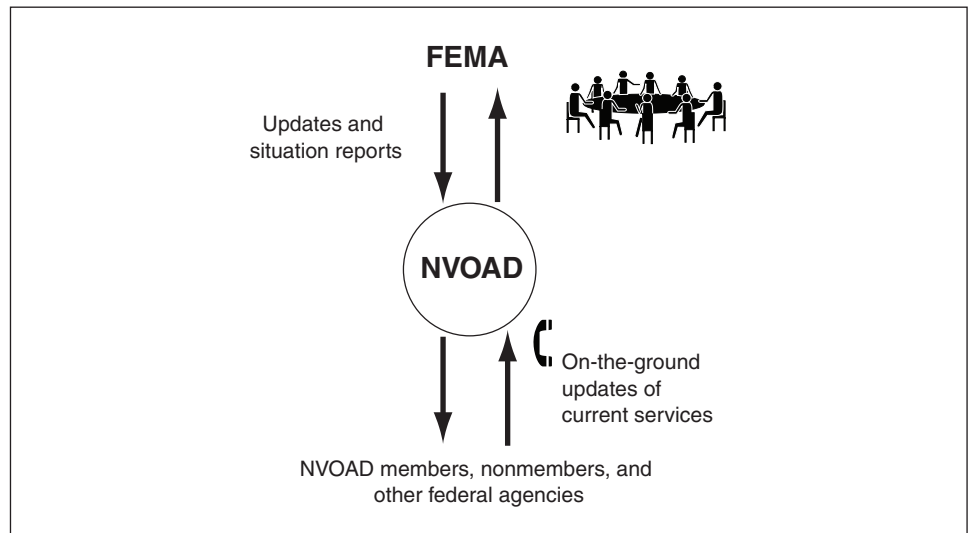 FEMA
Updates and
situation reports
NVOAD
On-the-ground
updates of
current services
NVOAD members, nonmembers, and
other federal agencies